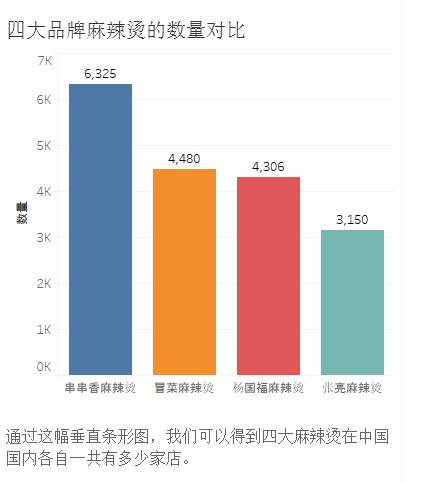 四大品牌麻辣烫的数量对比
7K
6,325
6K
5K
4,480
4,306
4K
3,150
3K
数量
2K
1K
0K
串串香麻辣烫 冒菜麻辣烫 杨国福麻辣烫 张亮麻辣烫
通过这幅垂直条形图，我们可以得到四大麻辣烫在中国
国内各自一共有多少家店。